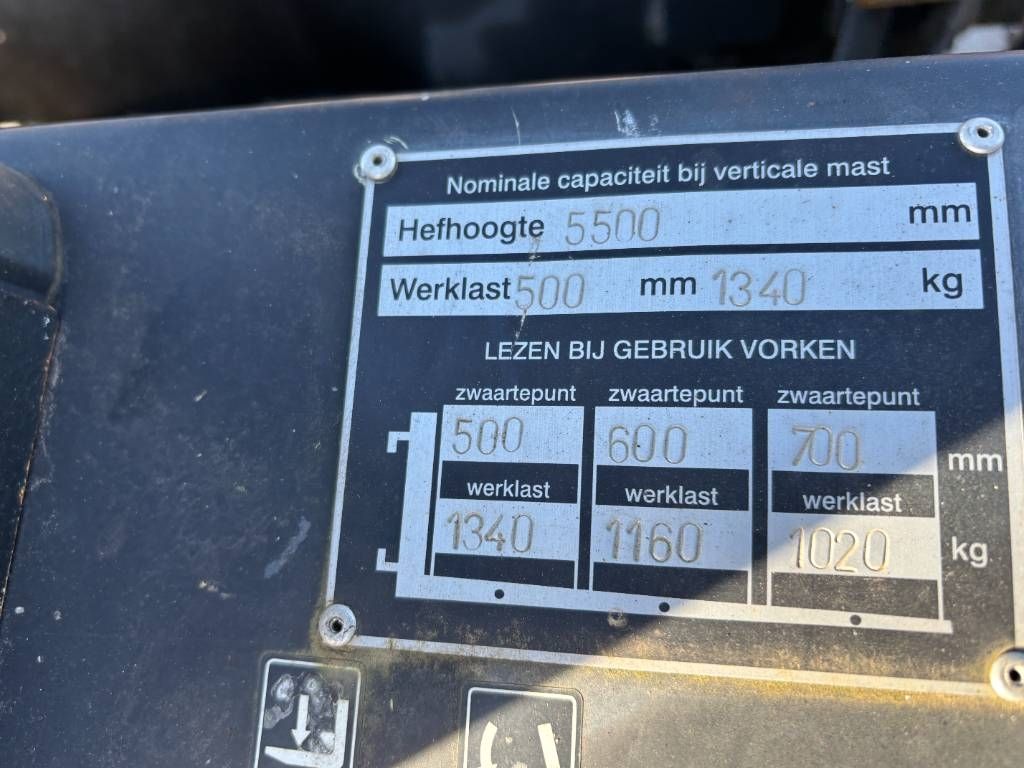 Nominale capaciteit bij verticale mast
Hefhoogte 5500 mm
Werklast 500 mm 1340 kg
LEZEN BIJ GEBRUIK VORKEN
zwaartepunt zwaartepunt zwaartepunt
500 600 700 mm
werklast werklast werklast
1340 1160 1020 kg